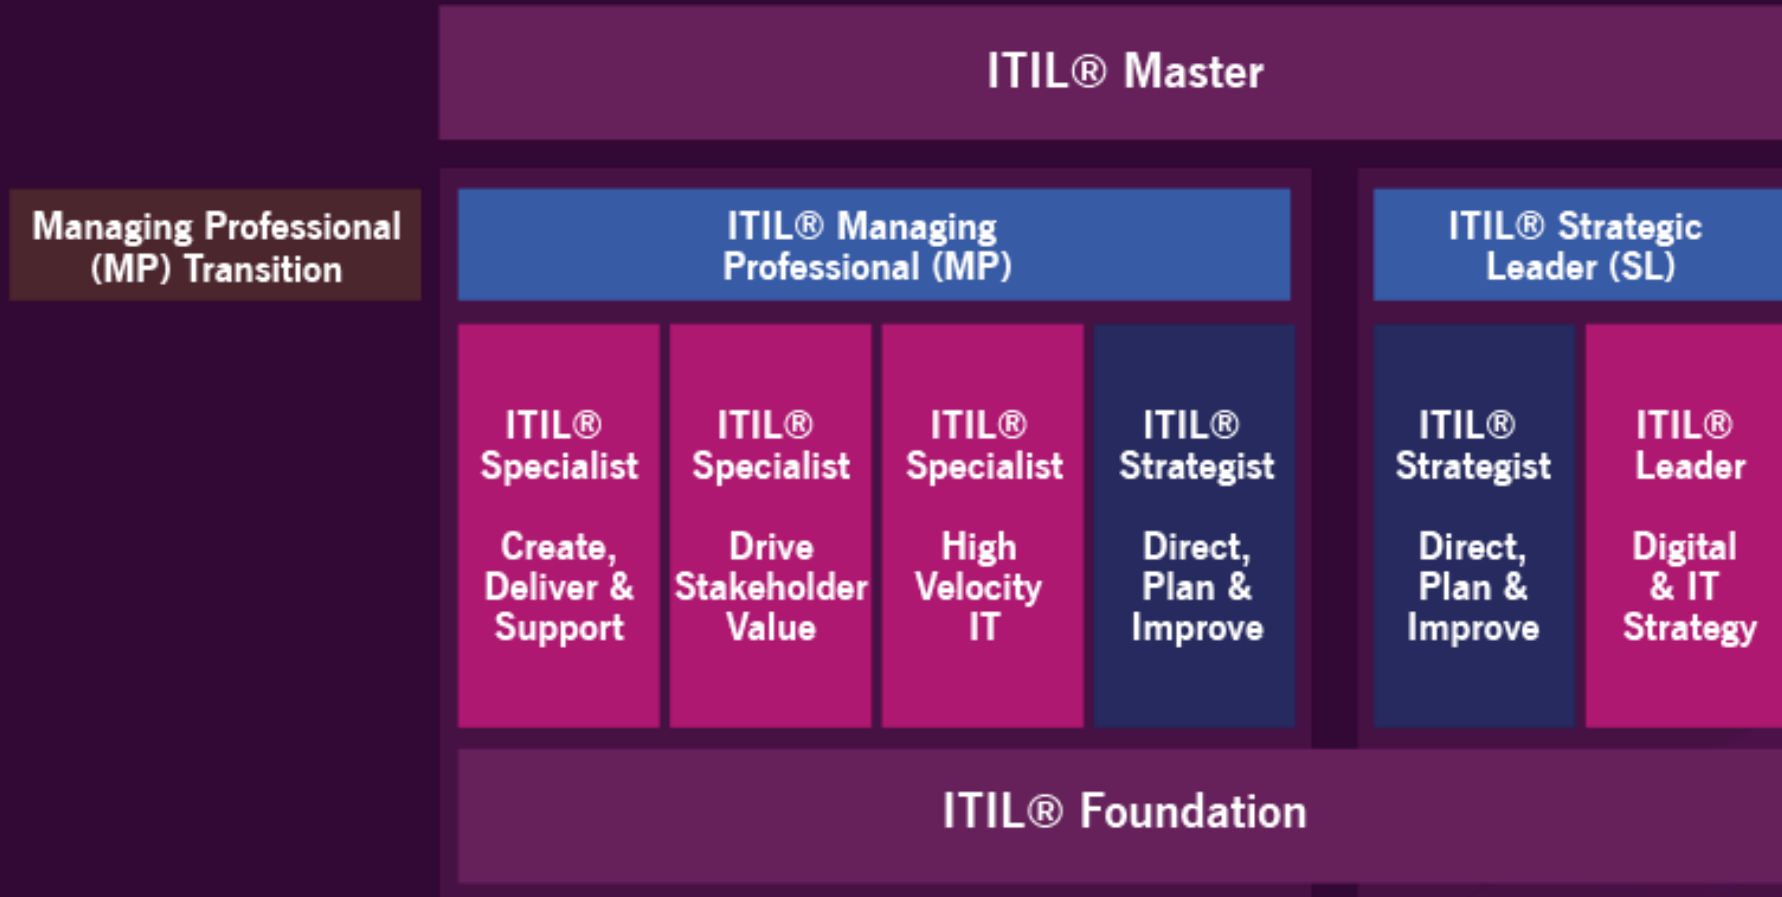 ITIL® Master
Managing Professional
(MP) Transition
ITIL® Managing
Professional (MP)
ITIL® Strategic
Leader (SL)
ITIL®
Specialist
Create,
Deliver &
Support
ITIL®
Specialist
Drive
Stakeholder
Value
ITIL®
Specialist
High
Velocity
IT
ITIL®
Strategist
Direct,
Plan &
Improve
ITIL®
Strategist
Direct,
Plan &
Improve
ITIL®
Leader
Digital
& IT
Strategy
ITIL® Foundation